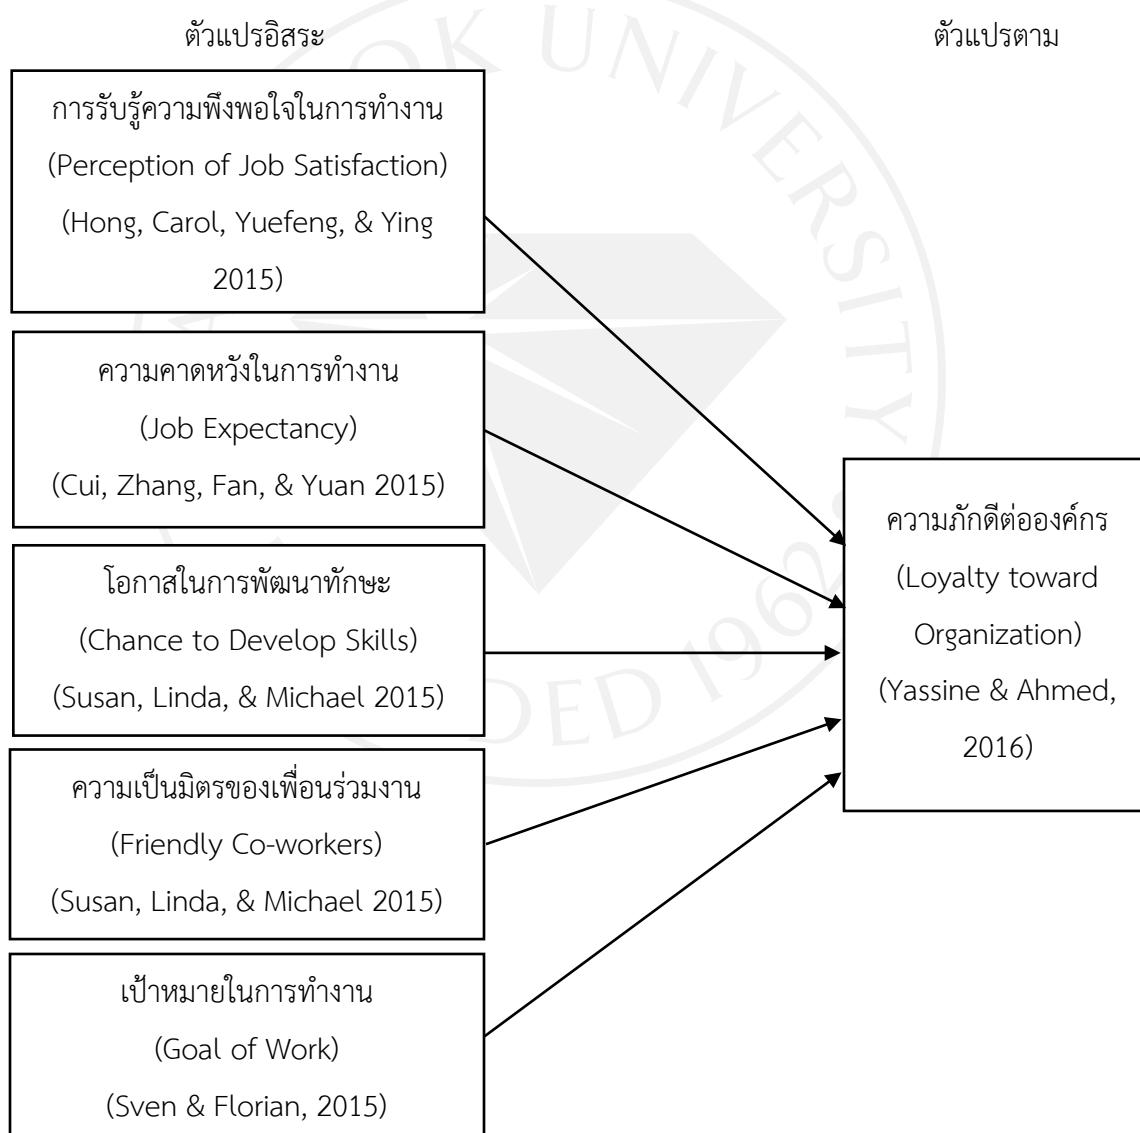 ตัวแปรอิสระ
ตัวแปรตาม
การรับรู้ความพึงพอใจในการทำงาน
(Perception of Job Satisfaction)
(Hong, Carol, Yuefeng, & Ying
2015)
ความคาดหวังในการทำงาน
(Job Expectancy)
(Cui, Zhang, Fan, & Yuan 2015)
โอกาสในการพัฒนาทักษะ
(Chance to Develop Skills)
(Susan, Linda, & Michael 2015)
ความเป็นมิตรของเพื่อนร่วมงาน
(Friendly Co-workers)
(Susan, Linda, & Michael 2015)
เป้าหมายในการทำงาน
(Goal of Work)
(Sven & Florian, 2015)
ความภักดีต่อองค์กร
(Loyalty toward
Organization)
(Yassine & Ahmed,
2016)
OK UNIVERSITY
DED 1962